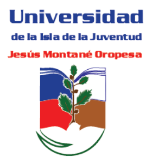 Universidad
de la Isla de la Juventud
Jesús Montané Oropesa